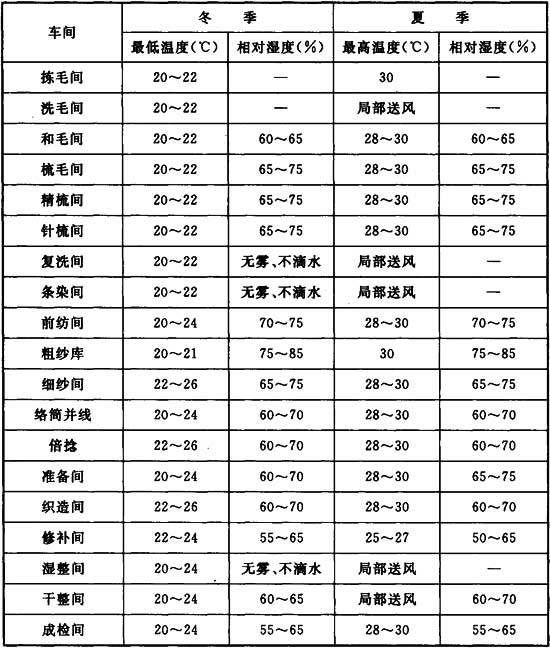 车间 冬 季 夏 季
最低温度(℃) 相对湿度(%) 最高温度(℃) 相对湿度(%)
拣毛间 20～22 — 30 —
洗毛间 20～22 — 局部送风 —
和毛间 20～22 60～65 28～30 60～65
梳毛间 20～22 65～75 28～30 65～75
精梳间 20～22 65～75 28～30 65～75
针梳间 20～22 65～75 28～30 65～75
复洗间 20～22 无雾、不滴水 局部送风 —
条染间 20～22 无雾、不滴水 局部送风 —
前纺间 20～24 70～75 28～30 70～75
粗纱库 20～21 75～85 30 75～85
细纱间 22～26 65～75 28～30 65～75
络筒并线 20～24 60～70 28～30 60～70
倍捻 22～26 60～70 28～30 60～70
准备间 20～24 60～70 28～30 65～75
织造间 22～26 60～70 28～30 60～70
修补间 22～24 55～65 25～27 50～65
湿整间 20～24 无雾、不滴水 局部送风 —
干整间 20～24 60～65 局部送风 60～70
成检间 20～24 55～65 28～30 55～65